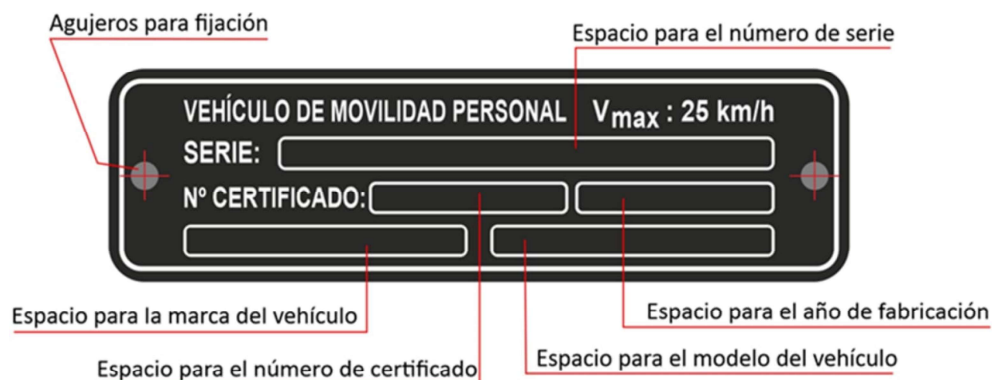 Agujeros para fijación
Espacio para el número de serie
VEHÍCULO DE MOVILIDAD PERSONAL Vmax : 25 km/h
SERIE:
Nº CERTIFICADO:
Espacio para la marca del vehículo
Espacio para el año de fabricación
Espacio para el número de certificado
Espacio para el modelo del vehículo